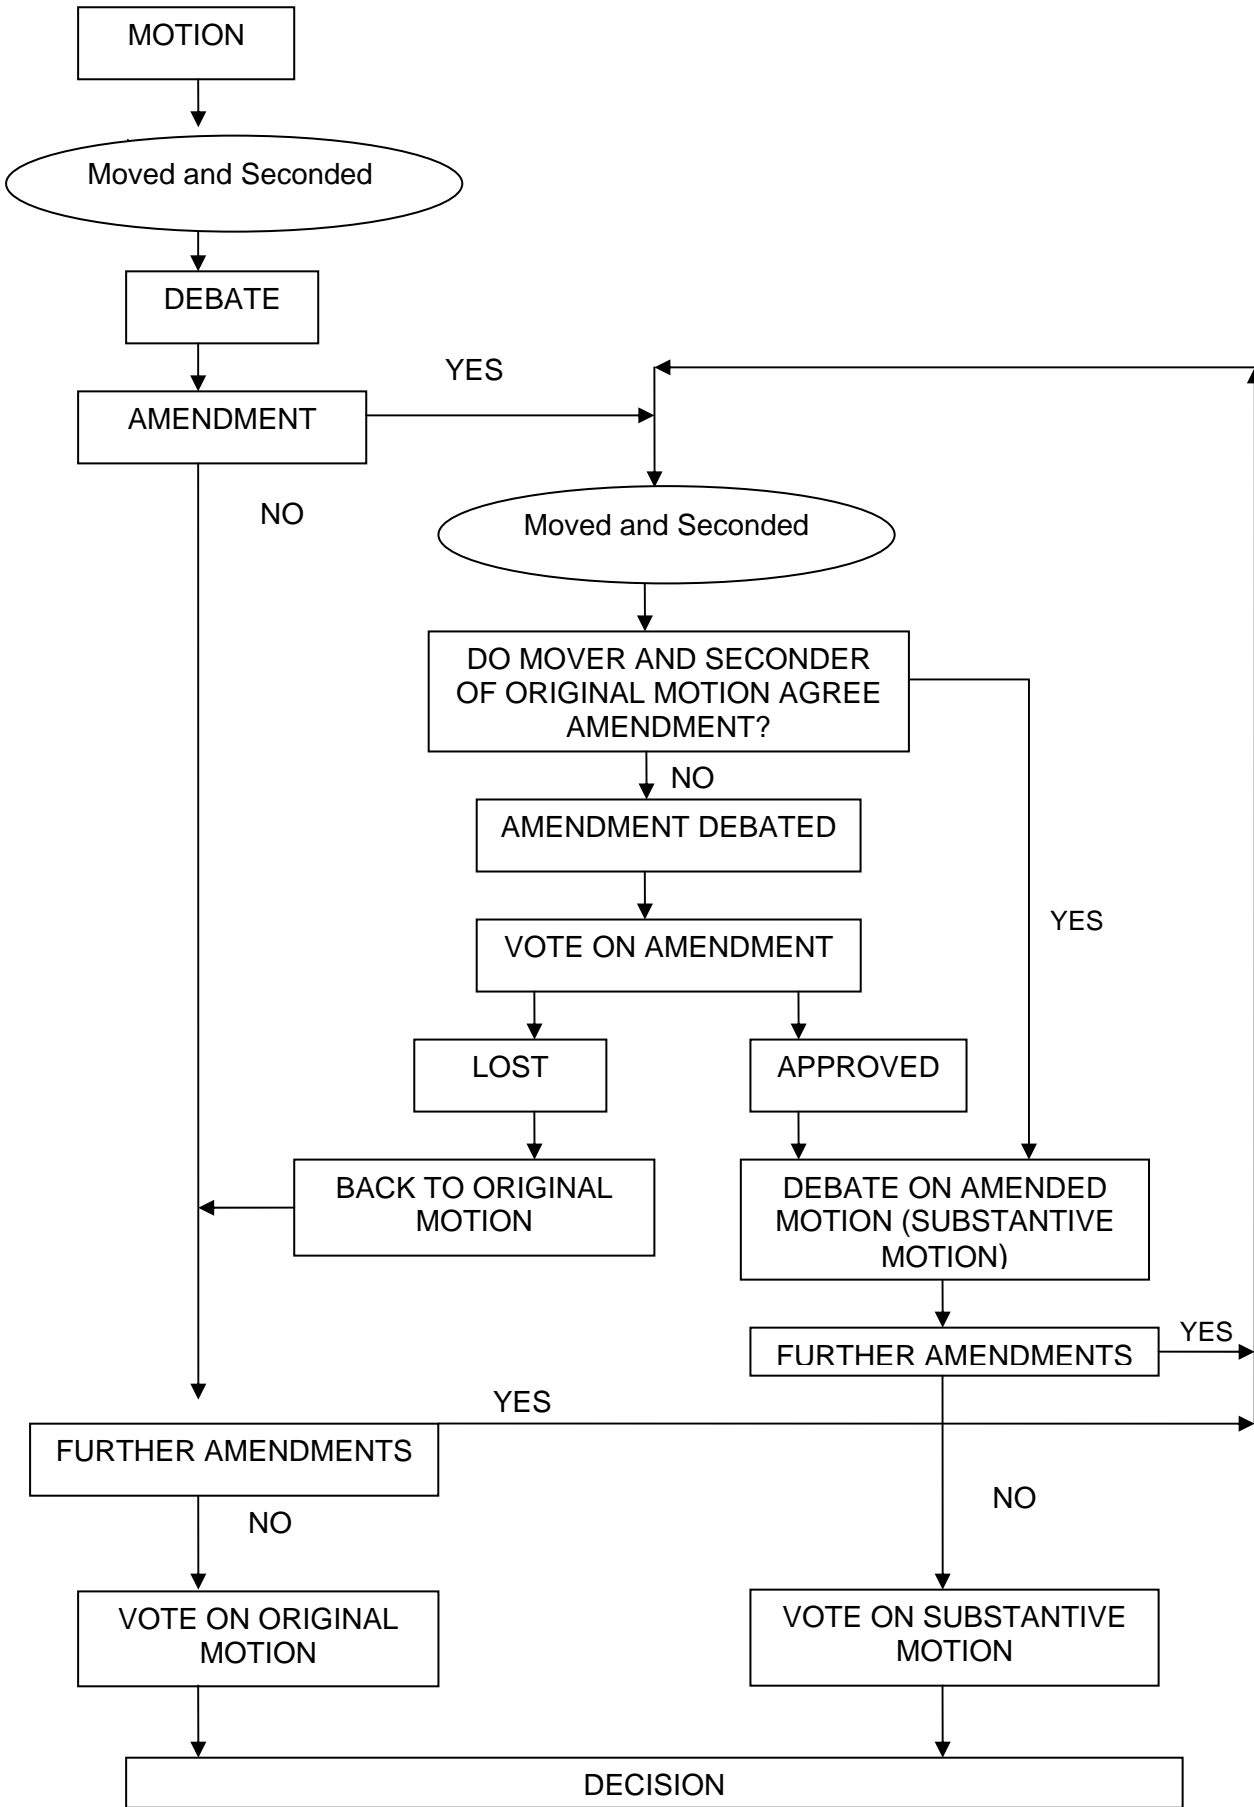 MOTION
Moved and Seconded
DEBATE
YES
AMENDMENT
NO
Moved and Seconded
DO MOVER AND SECONDER
OF ORIGINAL MOTION AGREE
AMENDMENT?
NO
AMENDMENT DEBATED
YES
VOTE ON AMENDMENT
LOST
APPROVED
BACK TO ORIGINAL
MOTION
DEBATE ON AMENDED
MOTION (SUBSTANTIVE
MOTION)
YES
FURTHER AMENDMENTS
YES
FURTHER AMENDMENTS
NO
NO
VOTE ON ORIGINAL
MOTION
VOTE ON SUBSTANTIVE
MOTION
DECISION